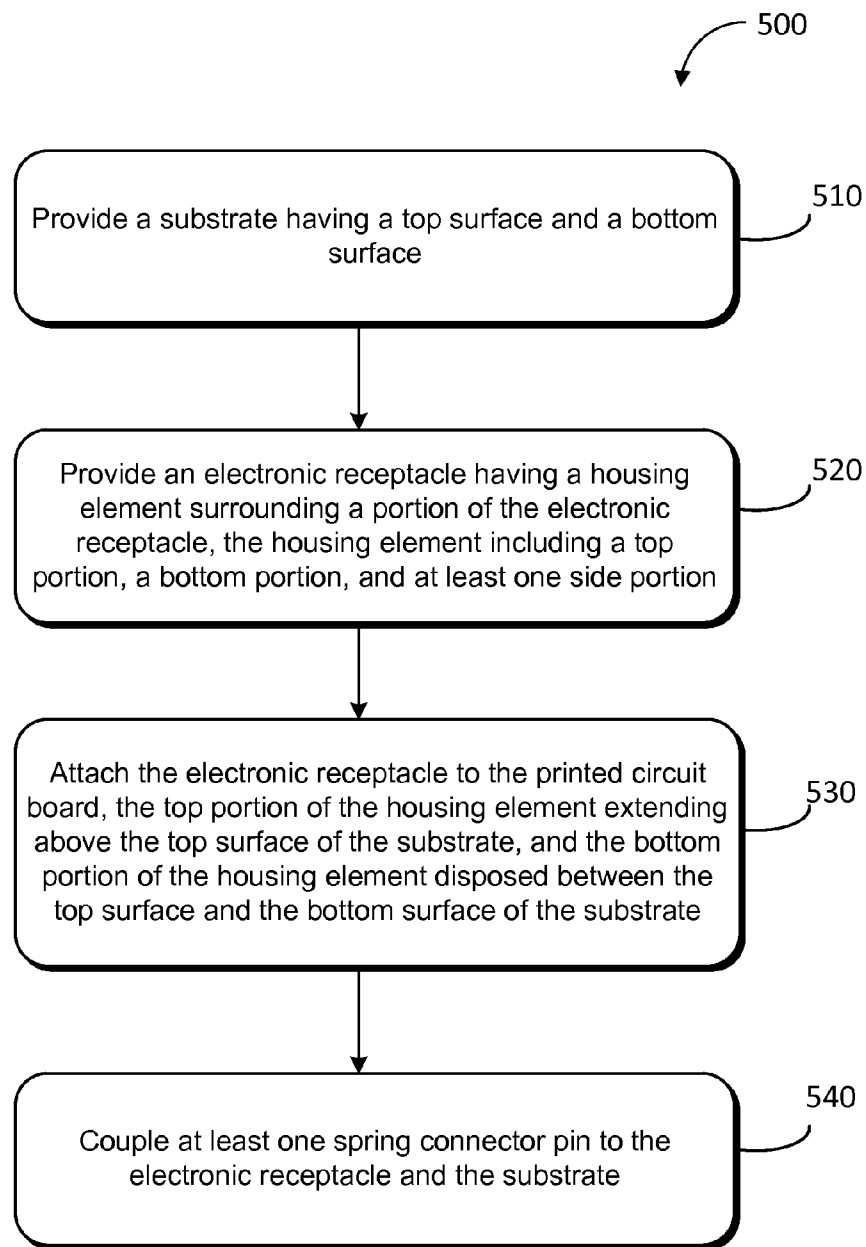 500
Provide a substrate having a top surface and a bottom
surface
510
Provide an electronic receptacle having a housing
element surrounding a portion of the electronic
receptacle, the housing element including a top
portion, a bottom portion, and at least one side portion
520
Attach the electronic receptacle to the printed circuit
board, the top portion of the housing element extending
above the top surface of the substrate, and the bottom
portion of the housing element disposed between the
top surface and the bottom surface of the substrate
530
Couple at least one spring connector pin to the
electronic receptacle and the substrate
540